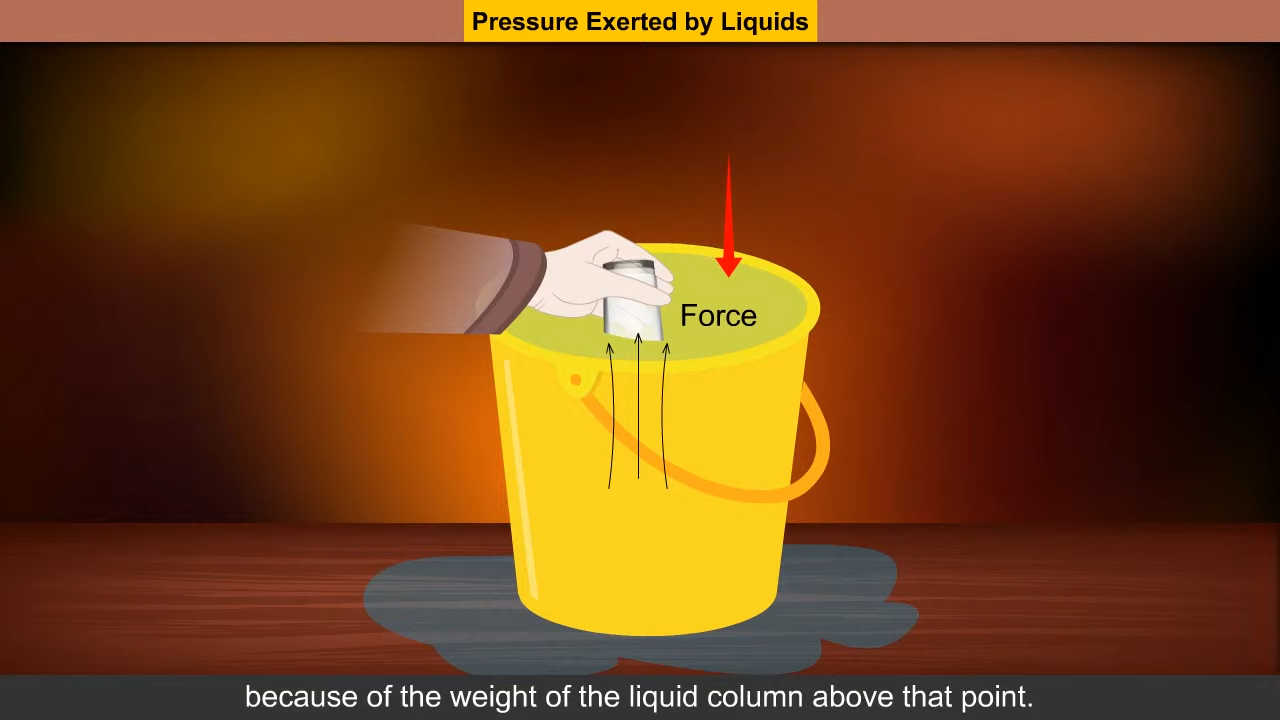 Pressure Exerted by Liquids
Force
because of the weight of the liquid column above that point.